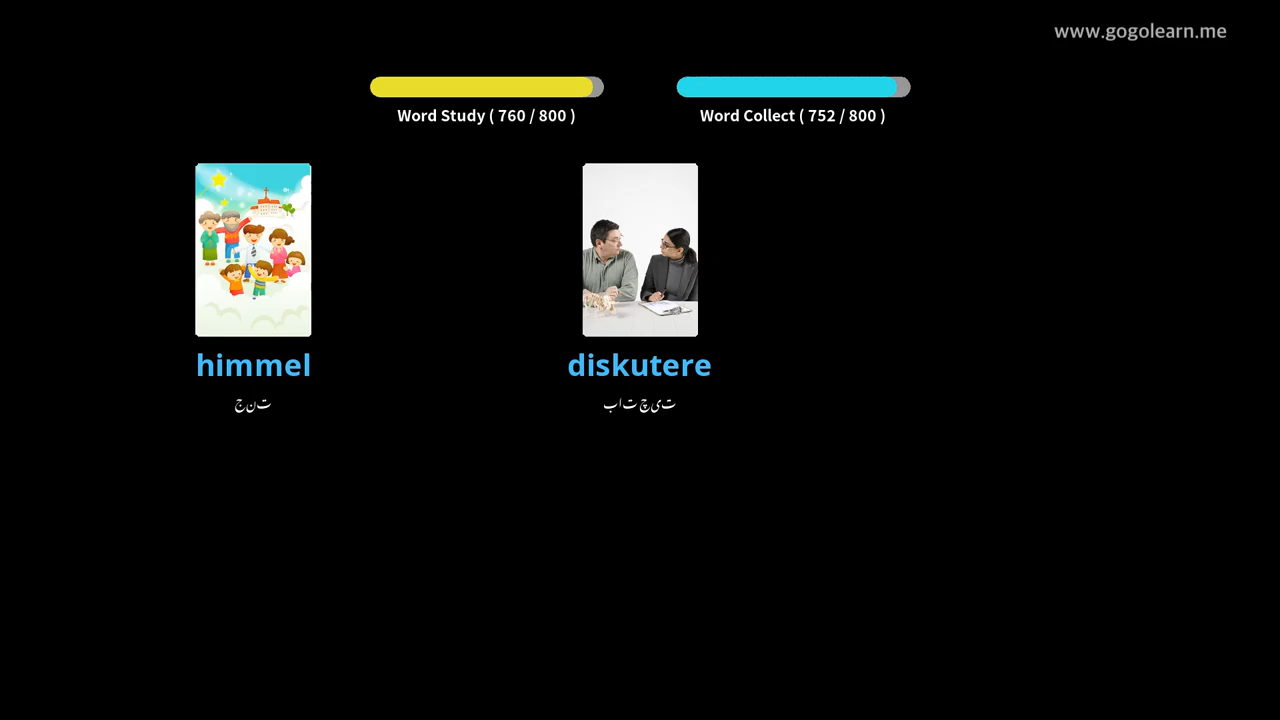 www.gogolearn.me
Word Study ( 760 / 800 )
Word Collect ( 752 / 800 )
himmel
جنت
diskutere
بات چیت